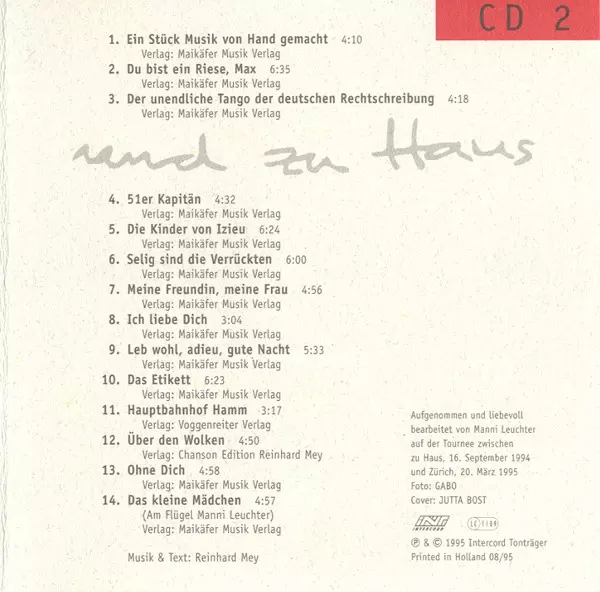 CD 2
1. Ein Stück Musik von Hand gemacht 4:10
Verlag: Maikäfer Musik Verlag
2. Du bist ein Riese, Max 6:35
Verlag: Maikäfer Musik Verlag
3. Der unendliche Tango der deutschen Rechtschreibung 4:18
Verlag: Maikäfer Musik Verlag
und zu Haus
4. 51er Kapitän 4:32
Verlag: Maikäfer Musik Verlag
5. Die Kinder von Izieu 6:24
Verlag: Maikäfer Musik Verlag
6. Selig sind die Verrückten 6:00
Verlag: Maikäfer Musik Verlag
7. Meine Freundin, meine Frau 4:56
Verlag: Maikäfer Musik Verlag
8. Ich liebe Dich 3:04
Verlag: Maikäfer Musik Verlag
9. Leb wohl, adieu, gute Nacht 5:33
Verlag: Maikäfer Musik Verlag
10. Das Etikett 6:23
Verlag: Maikäfer Musik Verlag
11. Hauptbahnhof Hamm 3:17
Verlag: Voggenreiter Verlag
12. Über den Wolken 4:50
Verlag: Chanson Edition Reinhard Mey
13. Ohne Dich 4:58
Verlag: Maikäfer Musik Verlag
14. Das kleine Mädchen 4:57
(Am Flügel Manni Leuchter)
Verlag: Maikäfer Musik Verlag
Musik & Text: Reinhard Mey
Aufgenommen und liebevoll
bearbeitet von Manni Leuchter
auf der Tournee zwischen
zu Haus, 16. September 1994
und Zürich, 20. März 1995
Foto: GABO
Cover: JUTTA BOST
INT
INTERCORD
℗ & © 1995 Intercord Tonträger
Printed in Holland 08/95